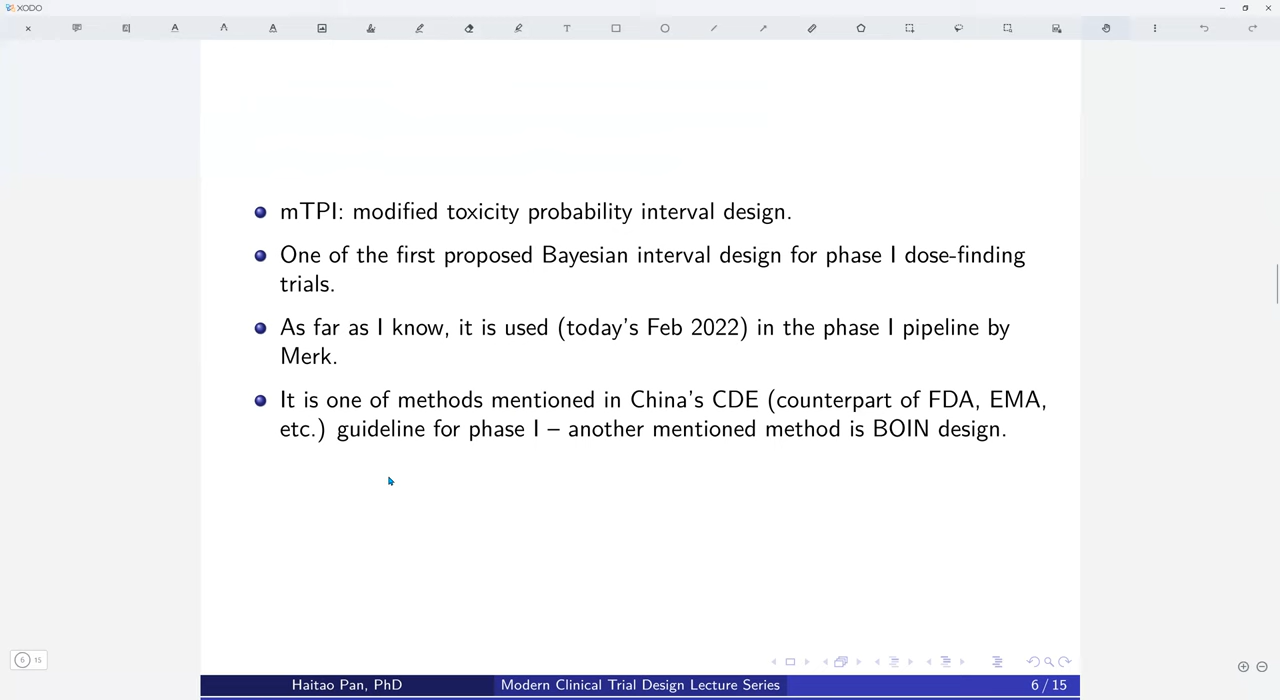 XODO
mTPI: modified toxicity probability interval design.
One of the first proposed Bayesian interval design for phase I dose-finding
trials.
As far as I know, it is used (today's Feb 2022) in the phase I pipeline by
Merk.
It is one of methods mentioned in China's CDE (counterpart of FDA, EMA,
etc.) guideline for phase I – another mentioned method is BOIN design.
6 15
Haitao Pan, PhD Modern Clinical Trial Design Lecture Series 6 / 15